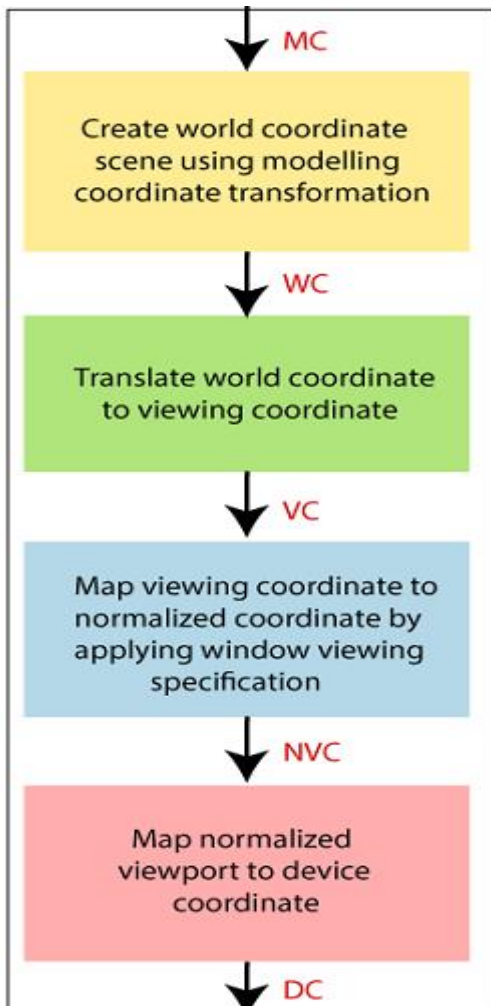 MC
Create world coordinate
scene using modelling
coordinate transformation
WC
Translate world coordinate
to viewing coordinate
VC
Map viewing coordinate to
normalized coordinate by
applying window viewing
specification
NVC
Map normalized
viewport to device
coordinate
DC